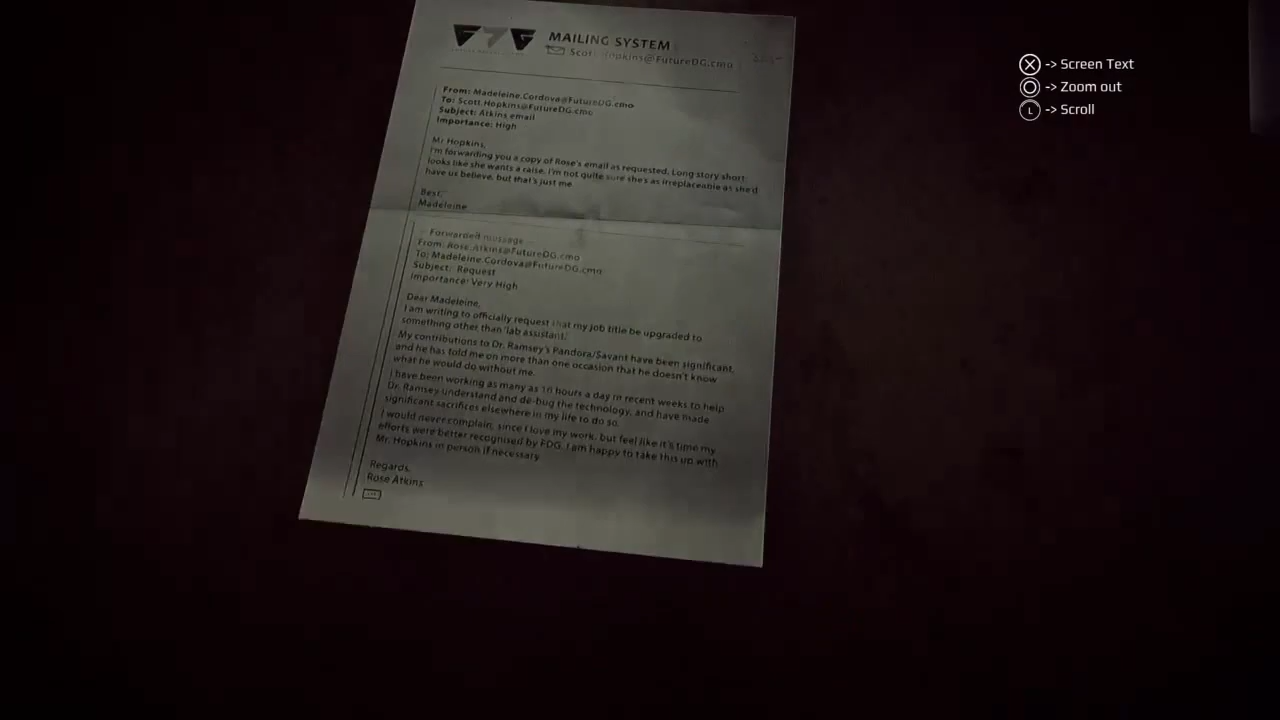 MAILING SYSTEM
Hopkins@FutureDG.cmo
From: Madeleine.Cordova@FutureDG.cmo
To: Scott.Hopkins@FutureDG.cmo
Subject: Atkins email
Importance: High
Mr Hopkins,
I'm forwarding you a copy of Rose's email as requested. Long story short:
looks like she wants a raise. I'm not quite sure she's as irreplaceable as she'd
have us believe, but that's just me.
Best,
Madeleine
Forwarded message
From: Rose.Atkins@FutureDG.cmo
To: Madeleine.Cordova@FutureDG.cmo
Subject: Request
Importance: Very High
Dear Madeleine,
I am writing to officially request that my job title be upgraded to
something other than 'lab assistant.'
My contributions to Dr. Ramsey's Pandora/Savant have been significant,
and he has told me on more than one occasion that he doesn't know
what he would do without me.
I have been working as many as 16 hours a day in recent weeks to help
Dr. Ramsey understand and de-bug the technology, and have made
significant sacrifices elsewhere in my life to do so.
I would never complain, since I love my work, but feel like it's time my
efforts were better recognised by FDG. I am happy to take this up with
Mr. Hopkins in person if necessary.
Regards,
Rose Atkins
-> Screen Text
-> Zoom out
L -> Scroll